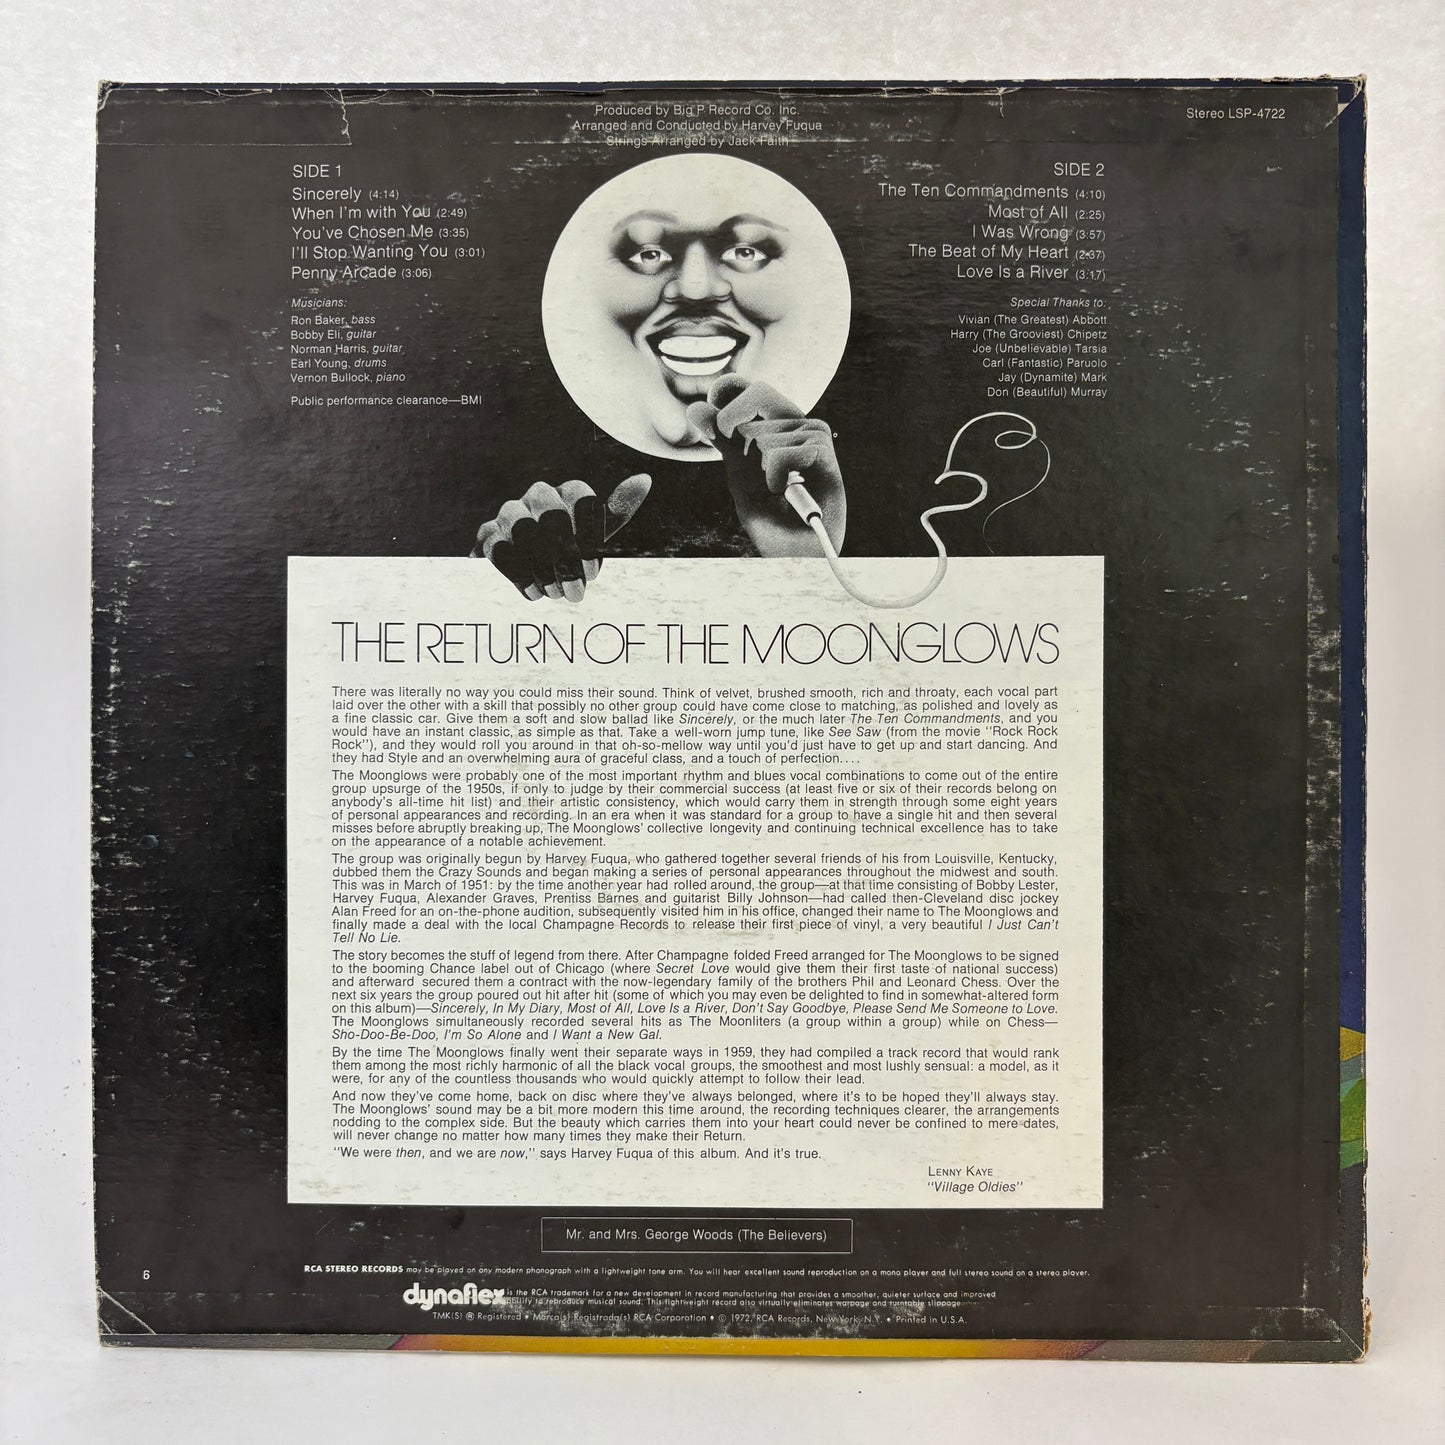 Produced by Big P Record Co. Inc.
Arranged and Conducted by Harvey Fuqua
Strings Arranged by Jack Faith
Stereo LSP-4722
SIDE 1
Sincerely (4:14)
When I'm with You (2:49)
You've Chosen Me (3:35)
I'll Stop Wanting You (3:01)
Penny Arcade (3:06)
Musicians:
Ron Baker, bass
Bobby Eli, guitar
Norman Harris, guitar
Earl Young, drums
Vernon Bullock, piano
Public performance clearance—BMI
SIDE 2
The Ten Commandments (4:10)
Most of All (2:25)
I Was Wrong (3:57)
The Beat of My Heart (2:37)
Love Is a River (3:17)
Special Thanks to:
Vivian (The Greatest) Abbott
Harry (The Grooviest) Chipetz
Joe (Unbelievable) Tarsia
Carl (Fantastic) Paruolo
Jay (Dynamite) Mark
Don (Beautiful) Murray
THE RETURN OF THE MOONGLOWS
There was literally no way you could miss their sound. Think of velvet, brushed smooth, rich and throaty, each vocal part
laid over the other with a skill that possibly no other group could have come close to matching, as polished and lovely as
a fine classic car. Give them a soft and slow ballad like Sincerely, or the much later The Ten Commandments, and you
would have an instant classic, as simple as that. Take a well-worn jump tune, like See Saw (from the movie "Rock Rock
Rock"), and they would roll you around in that oh-so-mellow way until you'd just have to get up and start dancing. And
they had Style and an overwhelming aura of graceful class, and a touch of perfection....
The Moonglows were probably one of the most important rhythm and blues vocal combinations to come out of the entire
group upsurge of the 1950s, if only to judge by their commercial success (at least five or six of their records belong on
anybody's all-time hit list) and their artistic consistency, which would carry them in strength through some eight years
of personal appearances and recording. In an era when it was standard for a group to have a single hit and then several
misses before abruptly breaking up, The Moonglows' collective longevity and continuing technical excellence has to take
on the appearance of a notable achievement.
The group was originally begun by Harvey Fuqua, who gathered together several friends of his from Louisville, Kentucky,
dubbed them the Crazy Sounds and began making a series of personal appearances throughout the midwest and south.
This was in March of 1951: by the time another year had rolled around, the group—at that time consisting of Bobby Lester,
Harvey Fuqua, Alexander Graves, Prentiss Barnes and guitarist Billy Johnson—had called then-Cleveland disc jockey
Alan Freed for an on-the-phone audition, subsequently visited him in his office, changed their name to The Moonglows and
finally made a deal with the local Champagne Records to release their first piece of vinyl, a very beautiful I Just Can't
Tell No Lie.
The story becomes the stuff of legend from there. After Champagne folded Freed arranged for The Moonglows to be signed
to the booming Chance label out of Chicago (where Secret Love would give them their first taste of national success)
and afterward secured them a contract with the now-legendary family of the brothers Phil and Leonard Chess. Over the
next six years the group poured out hit after hit (some of which you may even be delighted to find in somewhat-altered form
on this album)—Sincerely, In My Diary, Most of All, Love Is a River, Don't Say Goodbye, Please Send Me Someone to Love.
The Moonglows simultaneously recorded several hits as The Moonliters (a group within a group) while on Chess—
Sho-Doo-Be-Doo, I'm So Alone and I Want a New Gal.
By the time The Moonglows finally went their separate ways in 1959, they had compiled a track record that would rank
them among the most richly harmonic of all the black vocal groups, the smoothest and most lushly sensual: a model, as it
were, for any of the countless thousands who would quickly attempt to follow their lead.
And now they've come home, back on disc where they've always belonged, where it's to be hoped they'll always stay.
The Moonglows' sound may be a bit more modern this time around, the recording techniques clearer, the arrangements
nodding to the complex side. But the beauty which carries them into your heart could never be confined to mere dates,
will never change no matter how many times they make their Return.
"We were then, and we are now," says Harvey Fuqua of this album. And it's true.
LENNY KAYE
"Village Oldies"
Mr. and Mrs. George Woods (The Believers)
6
RCA STEREO RECORDS may be played on any modern phonograph with a lightweight tone arm. You will hear excellent sound reproduction on a mono player and full stereo sound on a stereo player.
dynaflex is the RCA trademark for a new development in record manufacturing that provides a smoother, quieter surface and improved
ability to reproduce musical sound. This lightweight record also virtually eliminates warpage and turntable slippage.
TMK(S) ® Registered • Marca(s) Registrada(s) RCA Corporation • © 1972, RCA Records, New York, N.Y. • Printed in U.S.A.